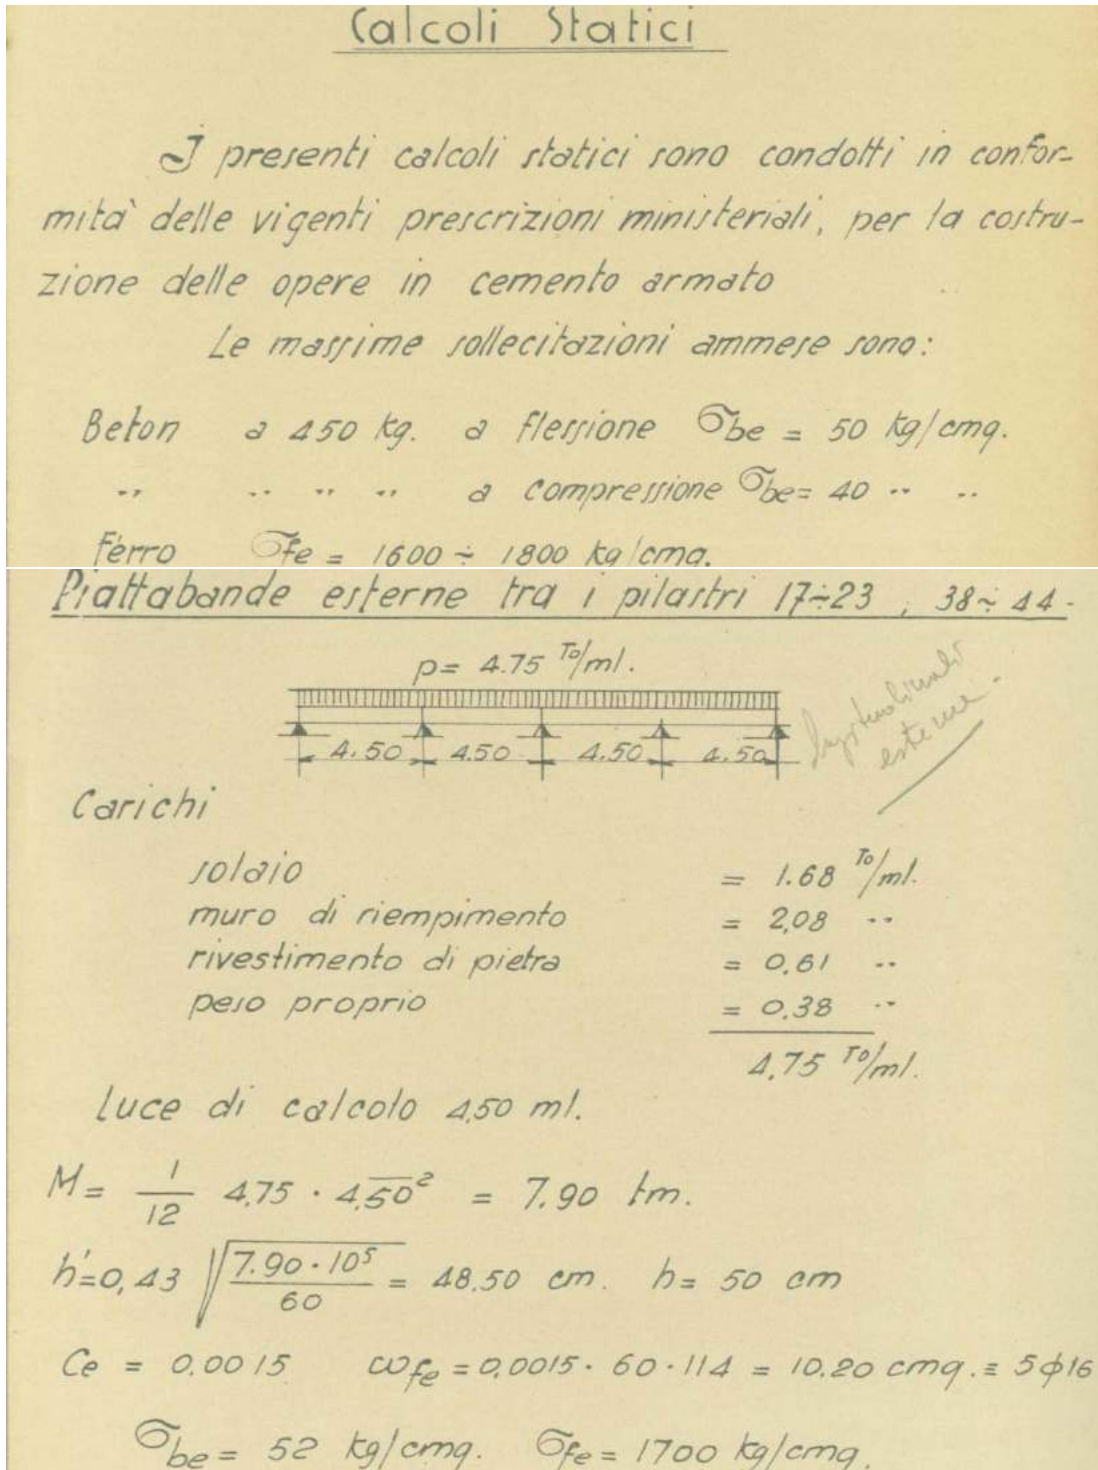 Calcoli Statici
I presenti calcoli statici sono condotti in confor-
mità delle vigenti prescrizioni ministeriali, per la costru-
zione delle opere in cemento armato
Le massime sollecitazioni ammese sono:
Beton a 450 kg. a flessione σbe = 50 kg/cmq.
" " " " a compressione σbe = 40 " "
Ferro σfe = 1600 ÷ 1800 kg/cmq.
Piattabande esterne tra i pilastri 17÷23 , 38÷44 -
p= 4.75 To/ml.
4.50 4.50 4.50 4.50
esterne.
Carichi
solaio = 1.68 To/ml.
muro di riempimento = 2,08 "
rivestimento di pietra = 0,61 "
peso proprio = 0.38 "
4.75 To/ml.
luce di calcolo 4,50 ml.
M= 1/12 4.75 · 4,50² = 7.90 tm.
h'=0,43 √(7.90 · 10⁵/60) = 48.50 cm. h= 50 cm
Ce = 0.0015 ωfe = 0,0015 · 60 · 114 = 10.20 cmq. ≡ 5ϕ16
σbe = 52 kg/cmq. σfe = 1700 kg/cmq.